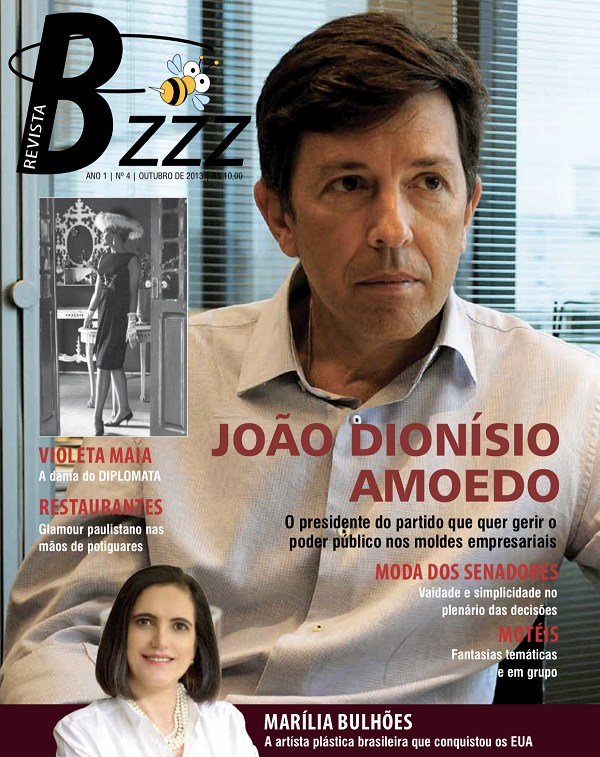 REVISTA
Bzzz
ANO 1 | Nº 4 | OUTUBRO DE 2013 | R$ 10,00
VIOLETA MAIA
A dama do DIPLOMATA
RESTAURANTES
Glamour paulistano nas
mãos de potiguares
JOÃO DIONÍSIO
AMOEDO
O presidente do partido que quer gerir o
poder público nos moldes empresariais
MODA DOS SENADORES
Vaidade e simplicidade no
plenário das decisões
MOTÉIS
Fantasias temáticas
e em grupo
MARÍLIA BULHÕES
A artista plástica brasileira que conquistou os EUA